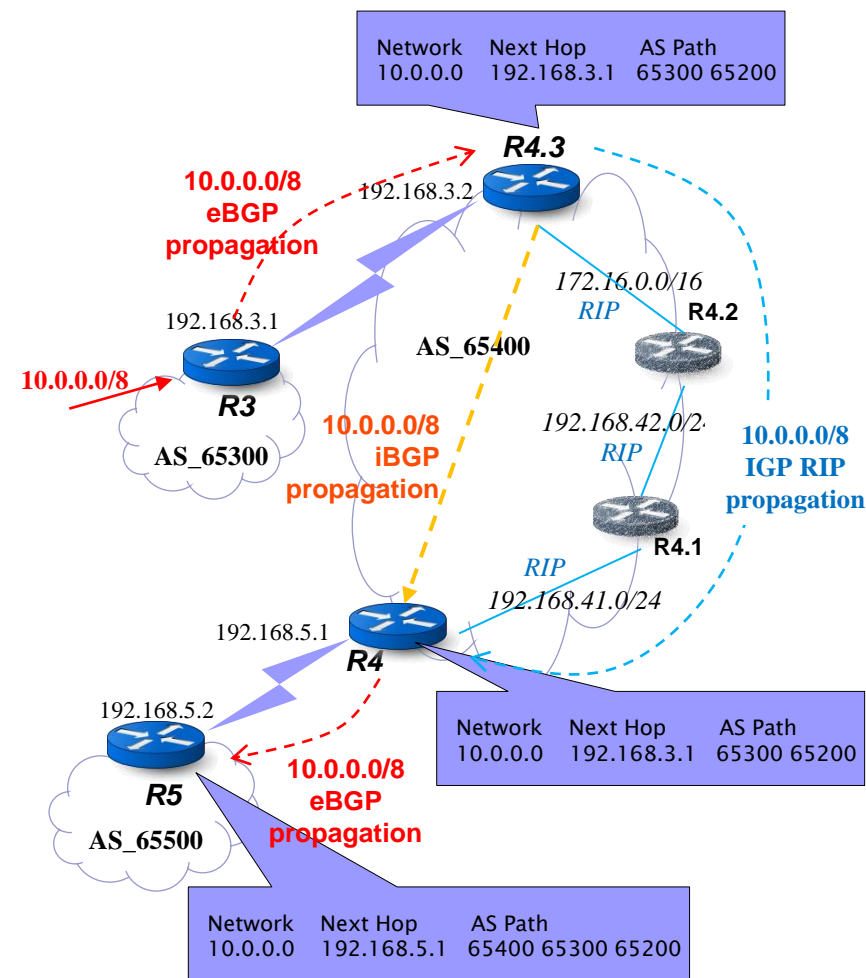 Network Next Hop AS Path
10.0.0.0 192.168.3.1 65300 65200
R4.3
10.0.0.0/8
eBGP
propagation
192.168.3.2
172.16.0.0/16
RIP
R4.2
192.168.3.1
AS_65400
10.0.0.0/8
R3
AS_65300
10.0.0.0/8
iBGP
propagation
192.168.42.0/24
RIP
10.0.0.0/8
IGP RIP
propagation
R4.1
RIP
192.168.41.0/24
192.168.5.1
R4
192.168.5.2
Network Next Hop AS Path
10.0.0.0 192.168.3.1 65300 65200
10.0.0.0/8
eBGP
propagation
R5
AS_65500
Network Next Hop AS Path
10.0.0.0 192.168.5.1 65400 65300 65200